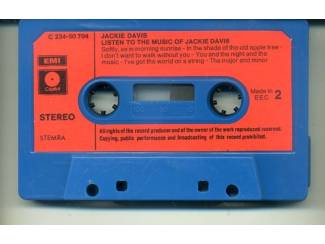 C 234-50 794
JACKIE DAVIS
LISTEN TO THE MUSIC OF JACKIE DAVIS
Softly, as in morning sunrise - In the shade of the old apple tree -
I don't want to walk without you - You and the night and the
music - I've got the world on a string - The major and minor
EMI
Capitol
STEREO
STEMRA
Made in
EEC 2
All rights of the record producer and of the owner of the work reproduced reserved.
Copying, public performance and broadcasting of this record prohibited.